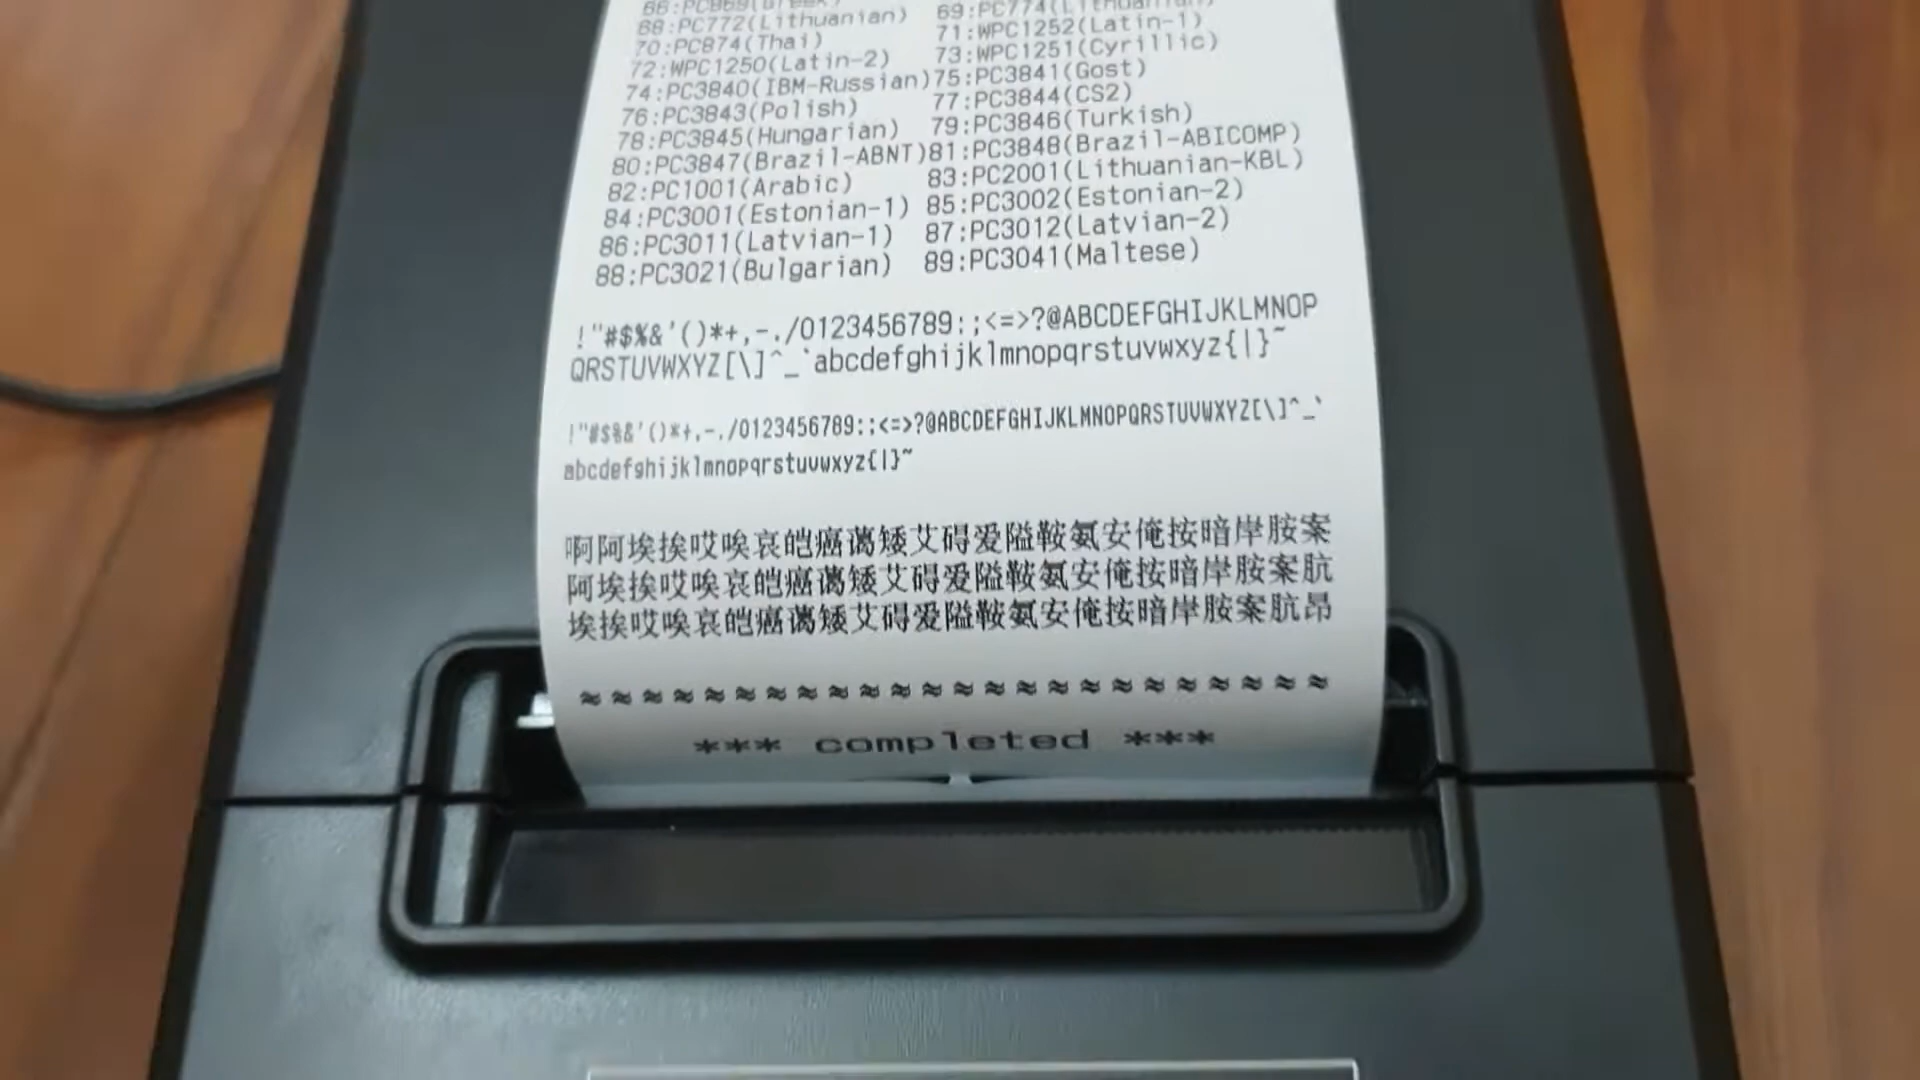 66:PC869(Greek)
68:PC772(Lithuanian) 69:PC774(Lithuanian)
70:PC874(Thai) 71:WPC1252(Latin-1)
72:WPC1250(Latin-2) 73:WPC1251(Cyrillic)
74:PC3840(IBM-Russian)75:PC3841(Gost)
76:PC3843(Polish) 77:PC3844(CS2)
78:PC3845(Hungarian) 79:PC3846(Turkish)
80:PC3847(Brazil-ABNT)81:PC3848(Brazil-ABICOMP)
82:PC1001(Arabic) 83:PC2001(Lithuanian-KBL)
84:PC3001(Estonian-1) 85:PC3002(Estonian-2)
86:PC3011(Latvian-1) 87:PC3012(Latvian-2)
88:PC3021(Bulgarian) 89:PC3041(Maltese)
!"#$%&'()*+,-./0123456789:;<=>?@ABCDEFGHIJKLMNOP
QRSTUVWXYZ[\]^_`abcdefghijklmnopqrstuvwxyz{|}~
!"#$%&'()*+,-./0123456789:;<=>?@ABCDEFGHIJKLMNOPQRSTUVWXYZ[\]^_`
abcdefghijklmnopqrstuvwxyz{|}~
啊阿埃挨哎唉哀皑癌蔼矮艾碍爱隘鞍氨安俺按暗岸胺案
阿埃挨哎唉哀皑癌蔼矮艾碍爱隘鞍氨安俺按暗岸胺案肮
埃挨哎唉哀皑癌蔼矮艾碍爱隘鞍氨安俺按暗岸胺案肮昂
≈≈≈≈≈≈≈≈≈≈≈≈≈≈≈≈≈≈≈≈≈≈≈≈
*** completed ***